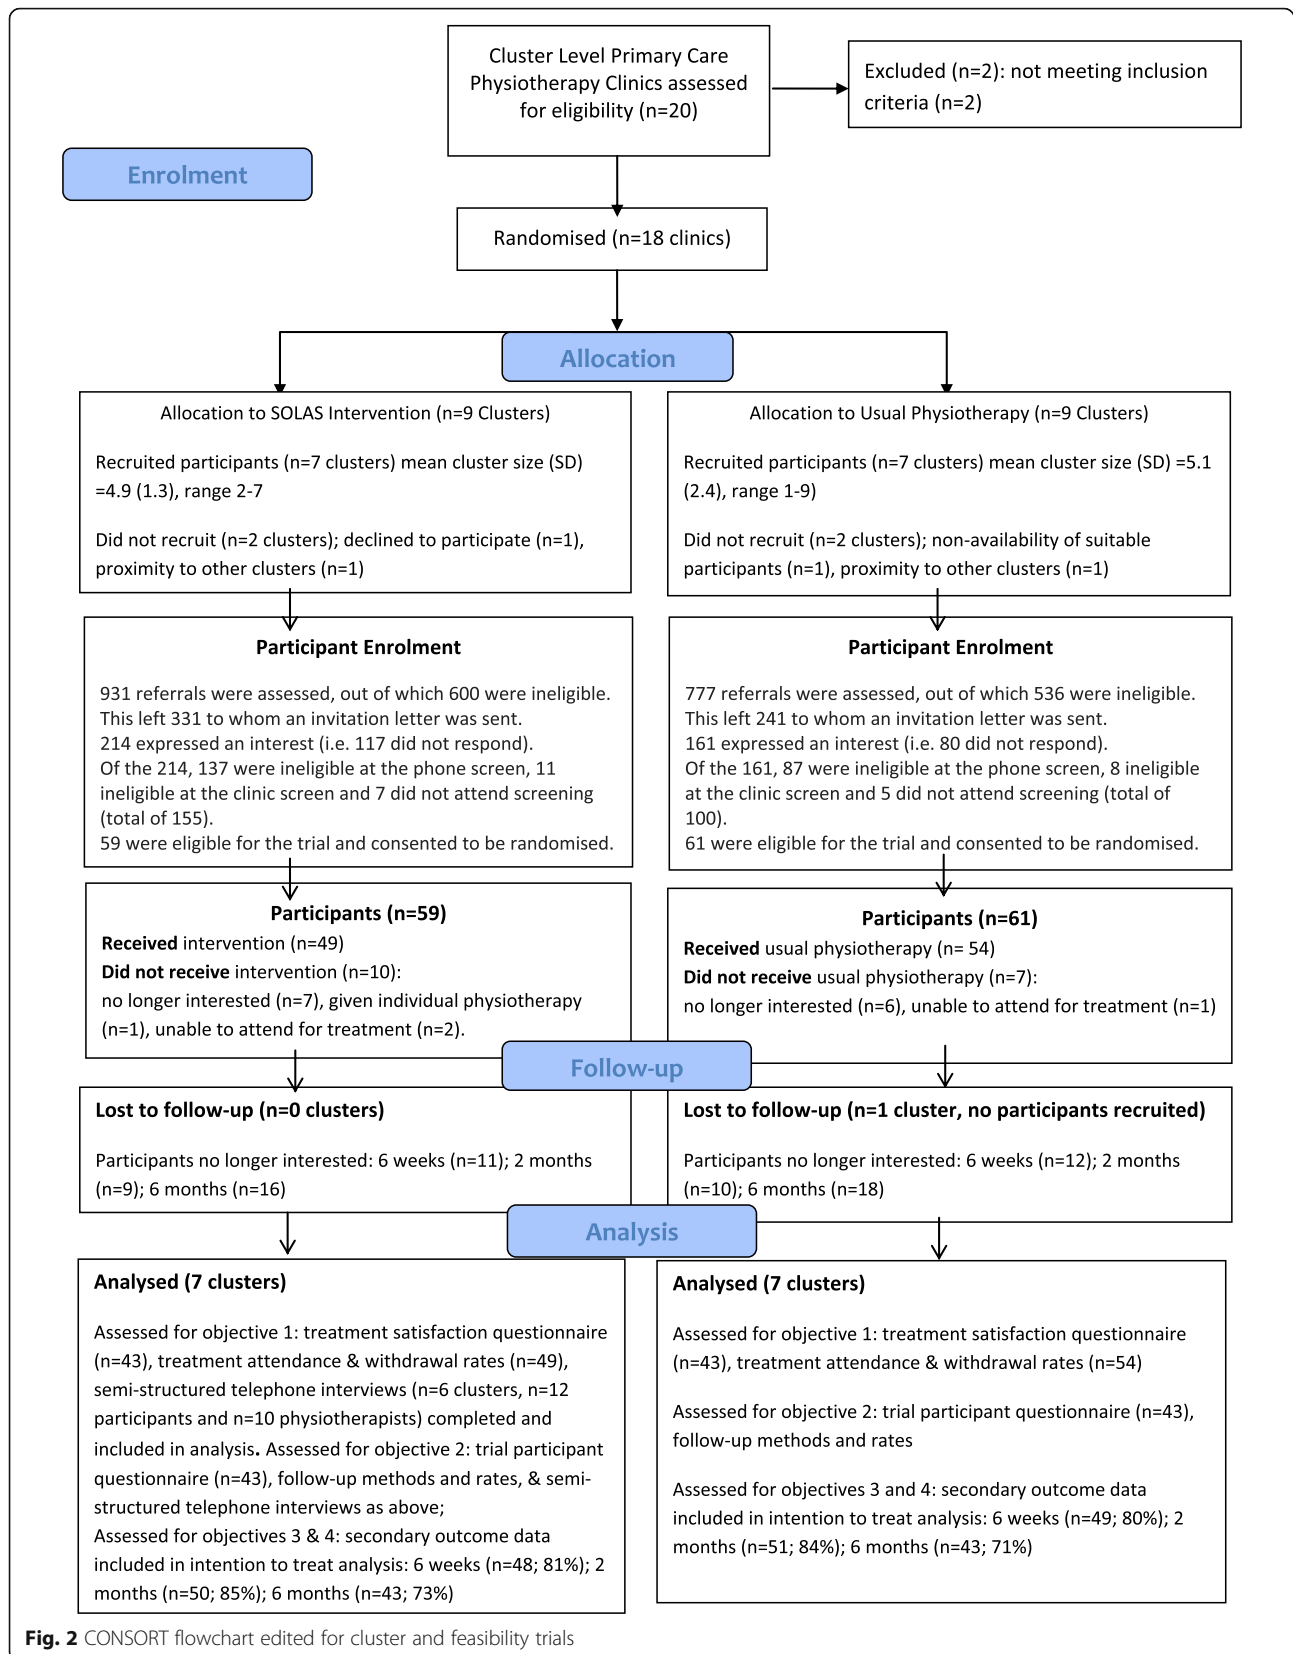 Cluster Level Primary Care
Physiotherapy Clinics assessed
for eligibility (n=20)
Excluded (n=2): not meeting inclusion
criteria (n=2)
Enrolment
Randomised (n=18 clinics)
Allocation
Allocation to SOLAS Intervention (n=9 Clusters)
Recruited participants (n=7 clusters) mean cluster size (SD)
=4.9 (1.3), range 2-7
Did not recruit (n=2 clusters); declined to participate (n=1),
proximity to other clusters (n=1)
Allocation to Usual Physiotherapy (n=9 Clusters)
Recruited participants (n=7 clusters) mean cluster size (SD) =5.1
(2.4), range 1-9)
Did not recruit (n=2 clusters); non-availability of suitable
participants (n=1), proximity to other clusters (n=1)
Participant Enrolment
931 referrals were assessed, out of which 600 were ineligible.
This left 331 to whom an invitation letter was sent.
214 expressed an interest (i.e. 117 did not respond).
Of the 214, 137 were ineligible at the phone screen, 11
ineligible at the clinic screen and 7 did not attend screening
(total of 155).
59 were eligible for the trial and consented to be randomised.
Participant Enrolment
777 referrals were assessed, out of which 536 were ineligible.
This left 241 to whom an invitation letter was sent.
161 expressed an interest (i.e. 80 did not respond).
Of the 161, 87 were ineligible at the phone screen, 8 ineligible
at the clinic screen and 5 did not attend screening (total of
100).
61 were eligible for the trial and consented to be randomised.
Participants (n=59)
Received intervention (n=49)
Did not receive intervention (n=10):
no longer interested (n=7), given individual physiotherapy
(n=1), unable to attend for treatment (n=2).
Participants (n=61)
Received usual physiotherapy (n= 54)
Did not receive usual physiotherapy (n=7):
no longer interested (n=6), unable to attend for treatment (n=1)
Follow-up
Lost to follow-up (n=0 clusters)
Participants no longer interested: 6 weeks (n=11); 2 months
(n=9); 6 months (n=16)
Lost to follow-up (n=1 cluster, no participants recruited)
Participants no longer interested: 6 weeks (n=12); 2 months
(n=10); 6 months (n=18)
Analysis
Analysed (7 clusters)
Assessed for objective 1: treatment satisfaction questionnaire
(n=43), treatment attendance & withdrawal rates (n=49),
semi-structured telephone interviews (n=6 clusters, n=12
participants and n=10 physiotherapists) completed and
included in analysis. Assessed for objective 2: trial participant
questionnaire (n=43), follow-up methods and rates, & semi-
structured telephone interviews as above;
Assessed for objectives 3 & 4: secondary outcome data
included in intention to treat analysis: 6 weeks (n=48; 81%); 2
months (n=50; 85%); 6 months (n=43; 73%)
Analysed (7 clusters)
Assessed for objective 1: treatment satisfaction questionnaire
(n=43), treatment attendance & withdrawal rates (n=54)
Assessed for objective 2: trial participant questionnaire (n=43),
follow-up methods and rates
Assessed for objectives 3 and 4: secondary outcome data
included in intention to treat analysis: 6 weeks (n=49; 80%); 2
months (n=51; 84%); 6 months (n=43; 71%)
Fig. 2 CONSORT flowchart edited for cluster and feasibility trials